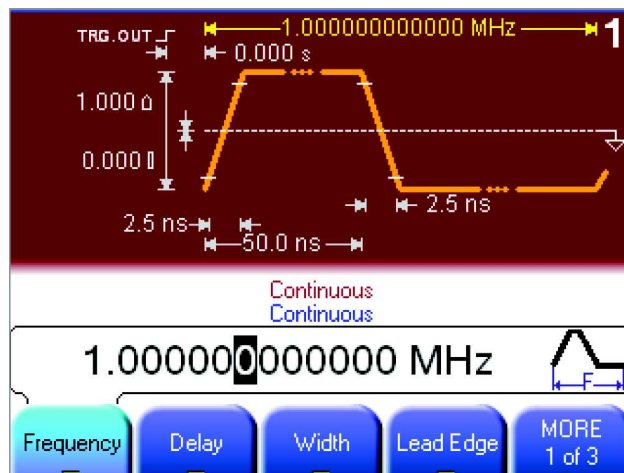 TRG.OUT
1.000000000000 MHz
1
0.000 s
1.000
0.000
2.5 ns
2.5 ns
50.0 ns
Continuous
Continuous
1.000000000000 MHz
F
Frequency
Delay
Width
Lead Edge
MORE
1 of 3